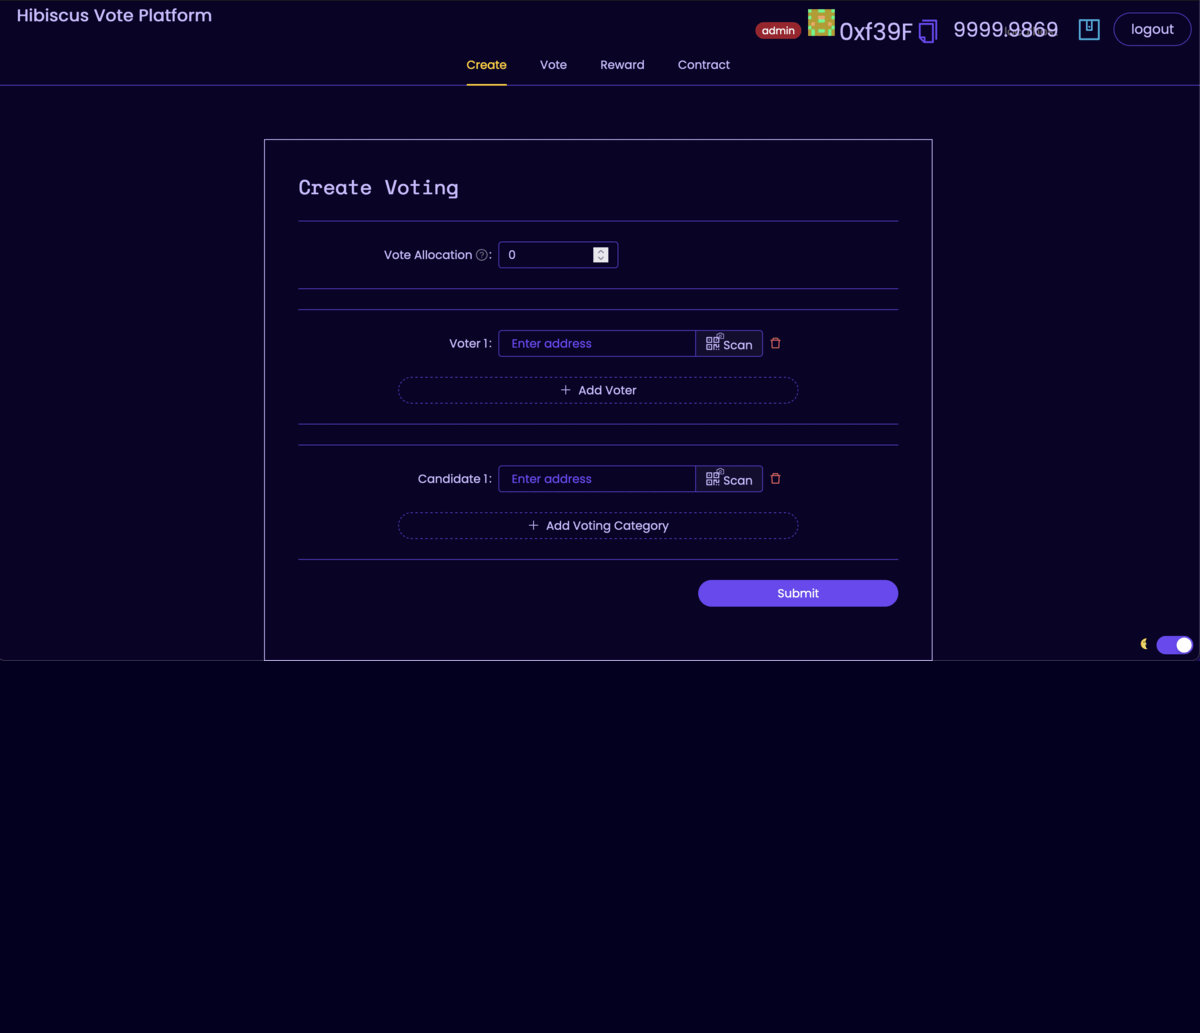 Hibiscus Vote Platform
admin 0xf39F 9999.9869 logout
Create Vote Reward Contract
Create Voting
Vote Allocation ?: 0
Voter 1: Enter address Scan
+ Add Voter
Candidate 1: Enter address Scan
+ Add Voting Category
Submit